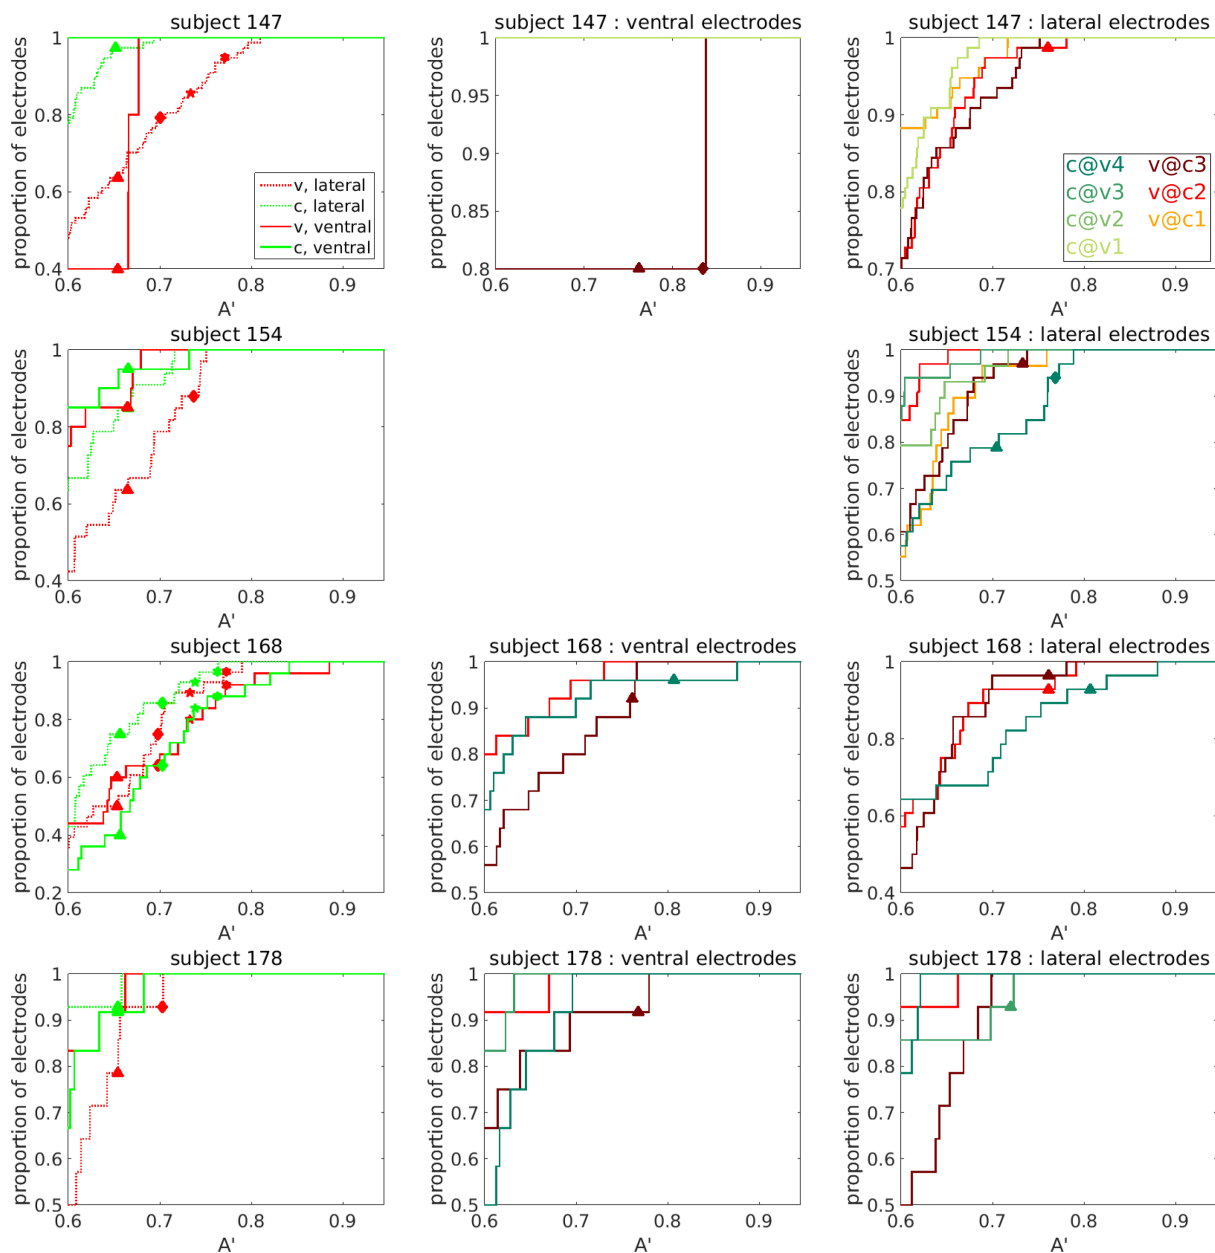 subject 147
proportion of electrodes
1
0.8
0.6
0.4
0.6
0.7
0.8
0.9
A'
v, lateral
c, lateral
v, ventral
c, ventral
subject 147 : ventral electrodes
proportion of electrodes
1
0.95
0.9
0.85
0.8
0.6
0.7
0.8
0.9
A'
subject 147 : lateral electrodes
proportion of electrodes
1
0.9
0.8
0.7
0.6
0.7
0.8
0.9
A'
c@v4 v@c3
c@v3 v@c2
c@v2 v@c1
c@v1
subject 154
proportion of electrodes
1
0.8
0.6
0.4
0.6
0.7
0.8
0.9
A'
subject 154 : lateral electrodes
proportion of electrodes
1
0.9
0.8
0.7
0.6
0.5
0.6
0.7
0.8
0.9
A'
subject 168
proportion of electrodes
1
0.8
0.6
0.4
0.2
0.6
0.7
0.8
0.9
A'
subject 168 : ventral electrodes
proportion of electrodes
1
0.9
0.8
0.7
0.6
0.5
0.6
0.7
0.8
0.9
A'
subject 168 : lateral electrodes
proportion of electrodes
1
0.8
0.6
0.4
0.6
0.7
0.8
0.9
A'
subject 178
proportion of electrodes
1
0.9
0.8
0.7
0.6
0.5
0.6
0.7
0.8
0.9
A'
subject 178 : ventral electrodes
proportion of electrodes
1
0.9
0.8
0.7
0.6
0.5
0.6
0.7
0.8
0.9
A'
subject 178 : lateral electrodes
proportion of electrodes
1
0.9
0.8
0.7
0.6
0.5
0.6
0.7
0.8
0.9
A'